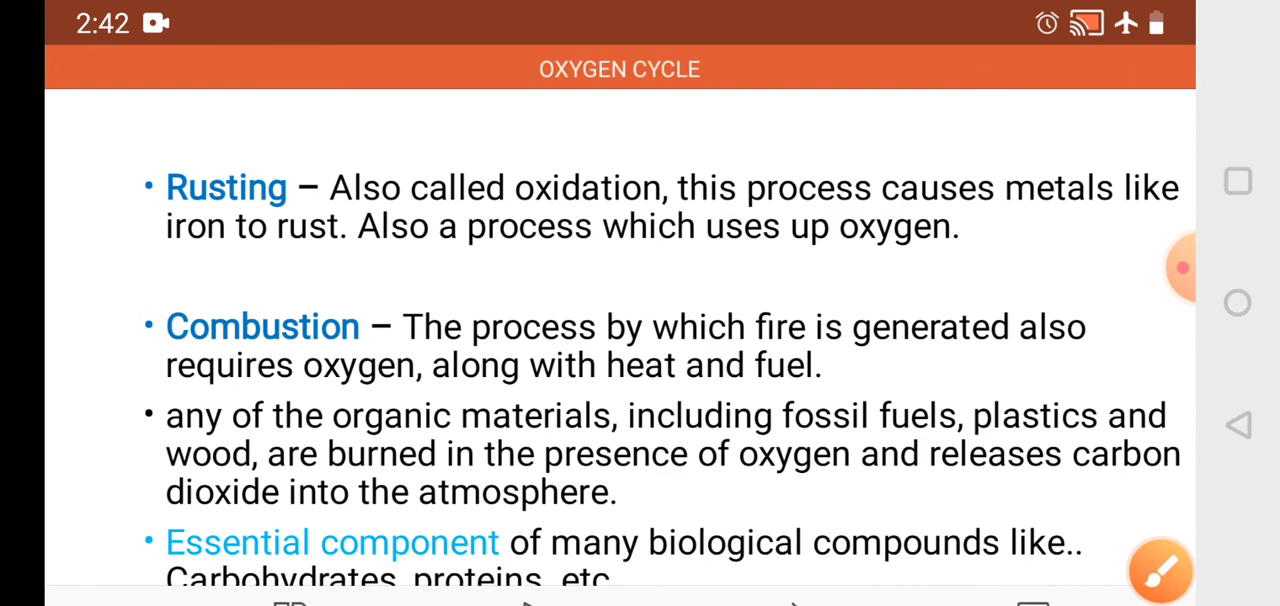 2:42
OXYGEN CYCLE
• Rusting – Also called oxidation, this process causes metals like
iron to rust. Also a process which uses up oxygen.
• Combustion – The process by which fire is generated also
requires oxygen, along with heat and fuel.
• any of the organic materials, including fossil fuels, plastics and
wood, are burned in the presence of oxygen and releases carbon
dioxide into the atmosphere.
• Essential component of many biological compounds like..
Carbohydrates, proteins, etc